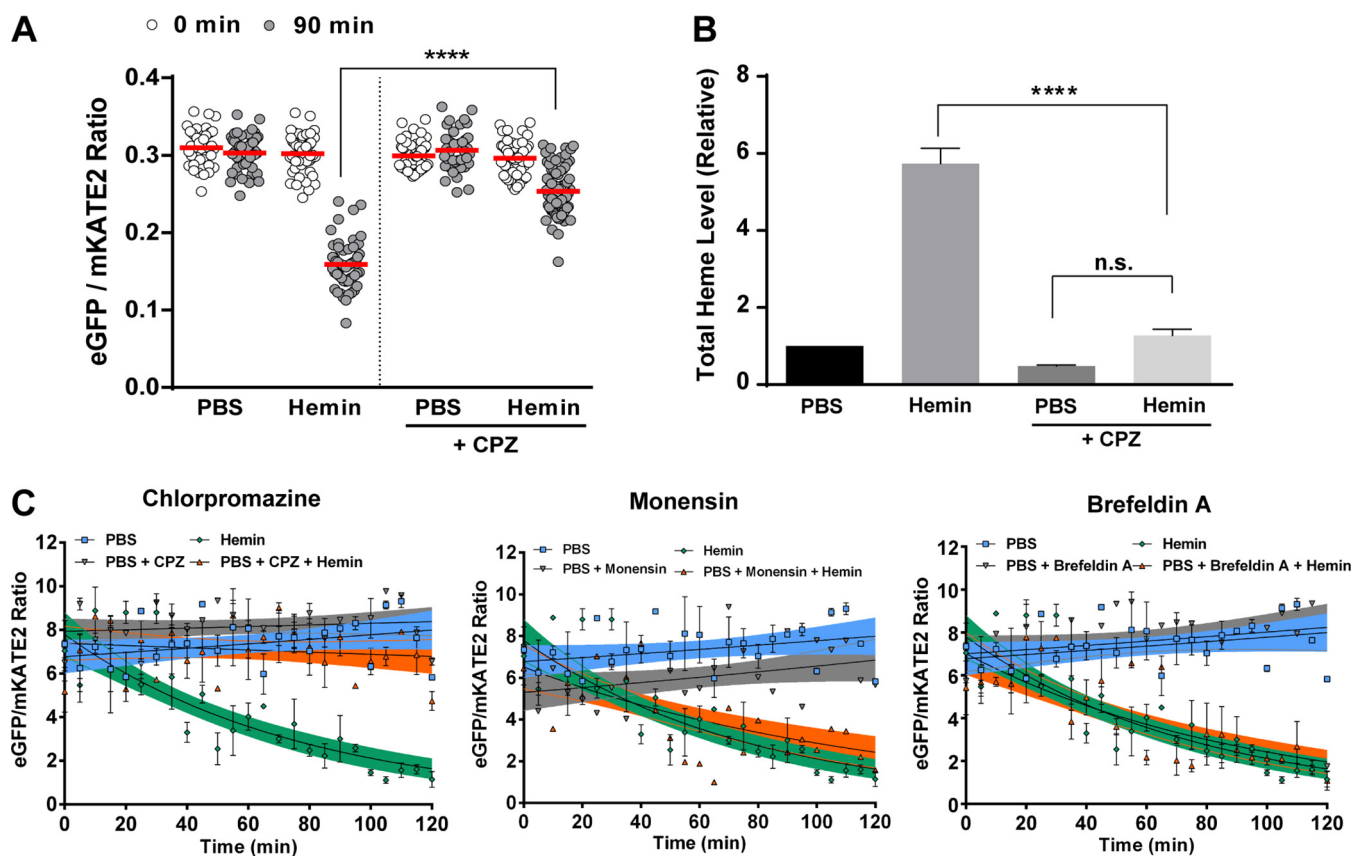 A
0 min 90 min
****
eGFP / mKATE2 Ratio
0.4
0.3
0.2
0.1
0.0
PBS Hemin PBS Hemin
+ CPZ
B
****
n.s.
Total Heme Level (Relative)
8
6
4
2
0
PBS Hemin PBS Hemin
+ CPZ
C
Chlorpromazine
PBS Hemin
PBS + CPZ PBS + CPZ + Hemin
eGFP/mKATE2 Ratio
12
10
8
6
4
2
0
0 20 40 60 80 100 120
Time (min)
Monensin
PBS Hemin
PBS + Monensin PBS + Monensin + Hemin
eGFP/mKATE2 Ratio
12
10
8
6
4
2
0
0 20 40 60 80 100 120
Time (min)
Brefeldin A
PBS Hemin
PBS + Brefeldin A PBS + Brefeldin A + Hemin
eGFP/mKATE2 Ratio
12
10
8
6
4
2
0
0 20 40 60 80 100 120
Time (min)